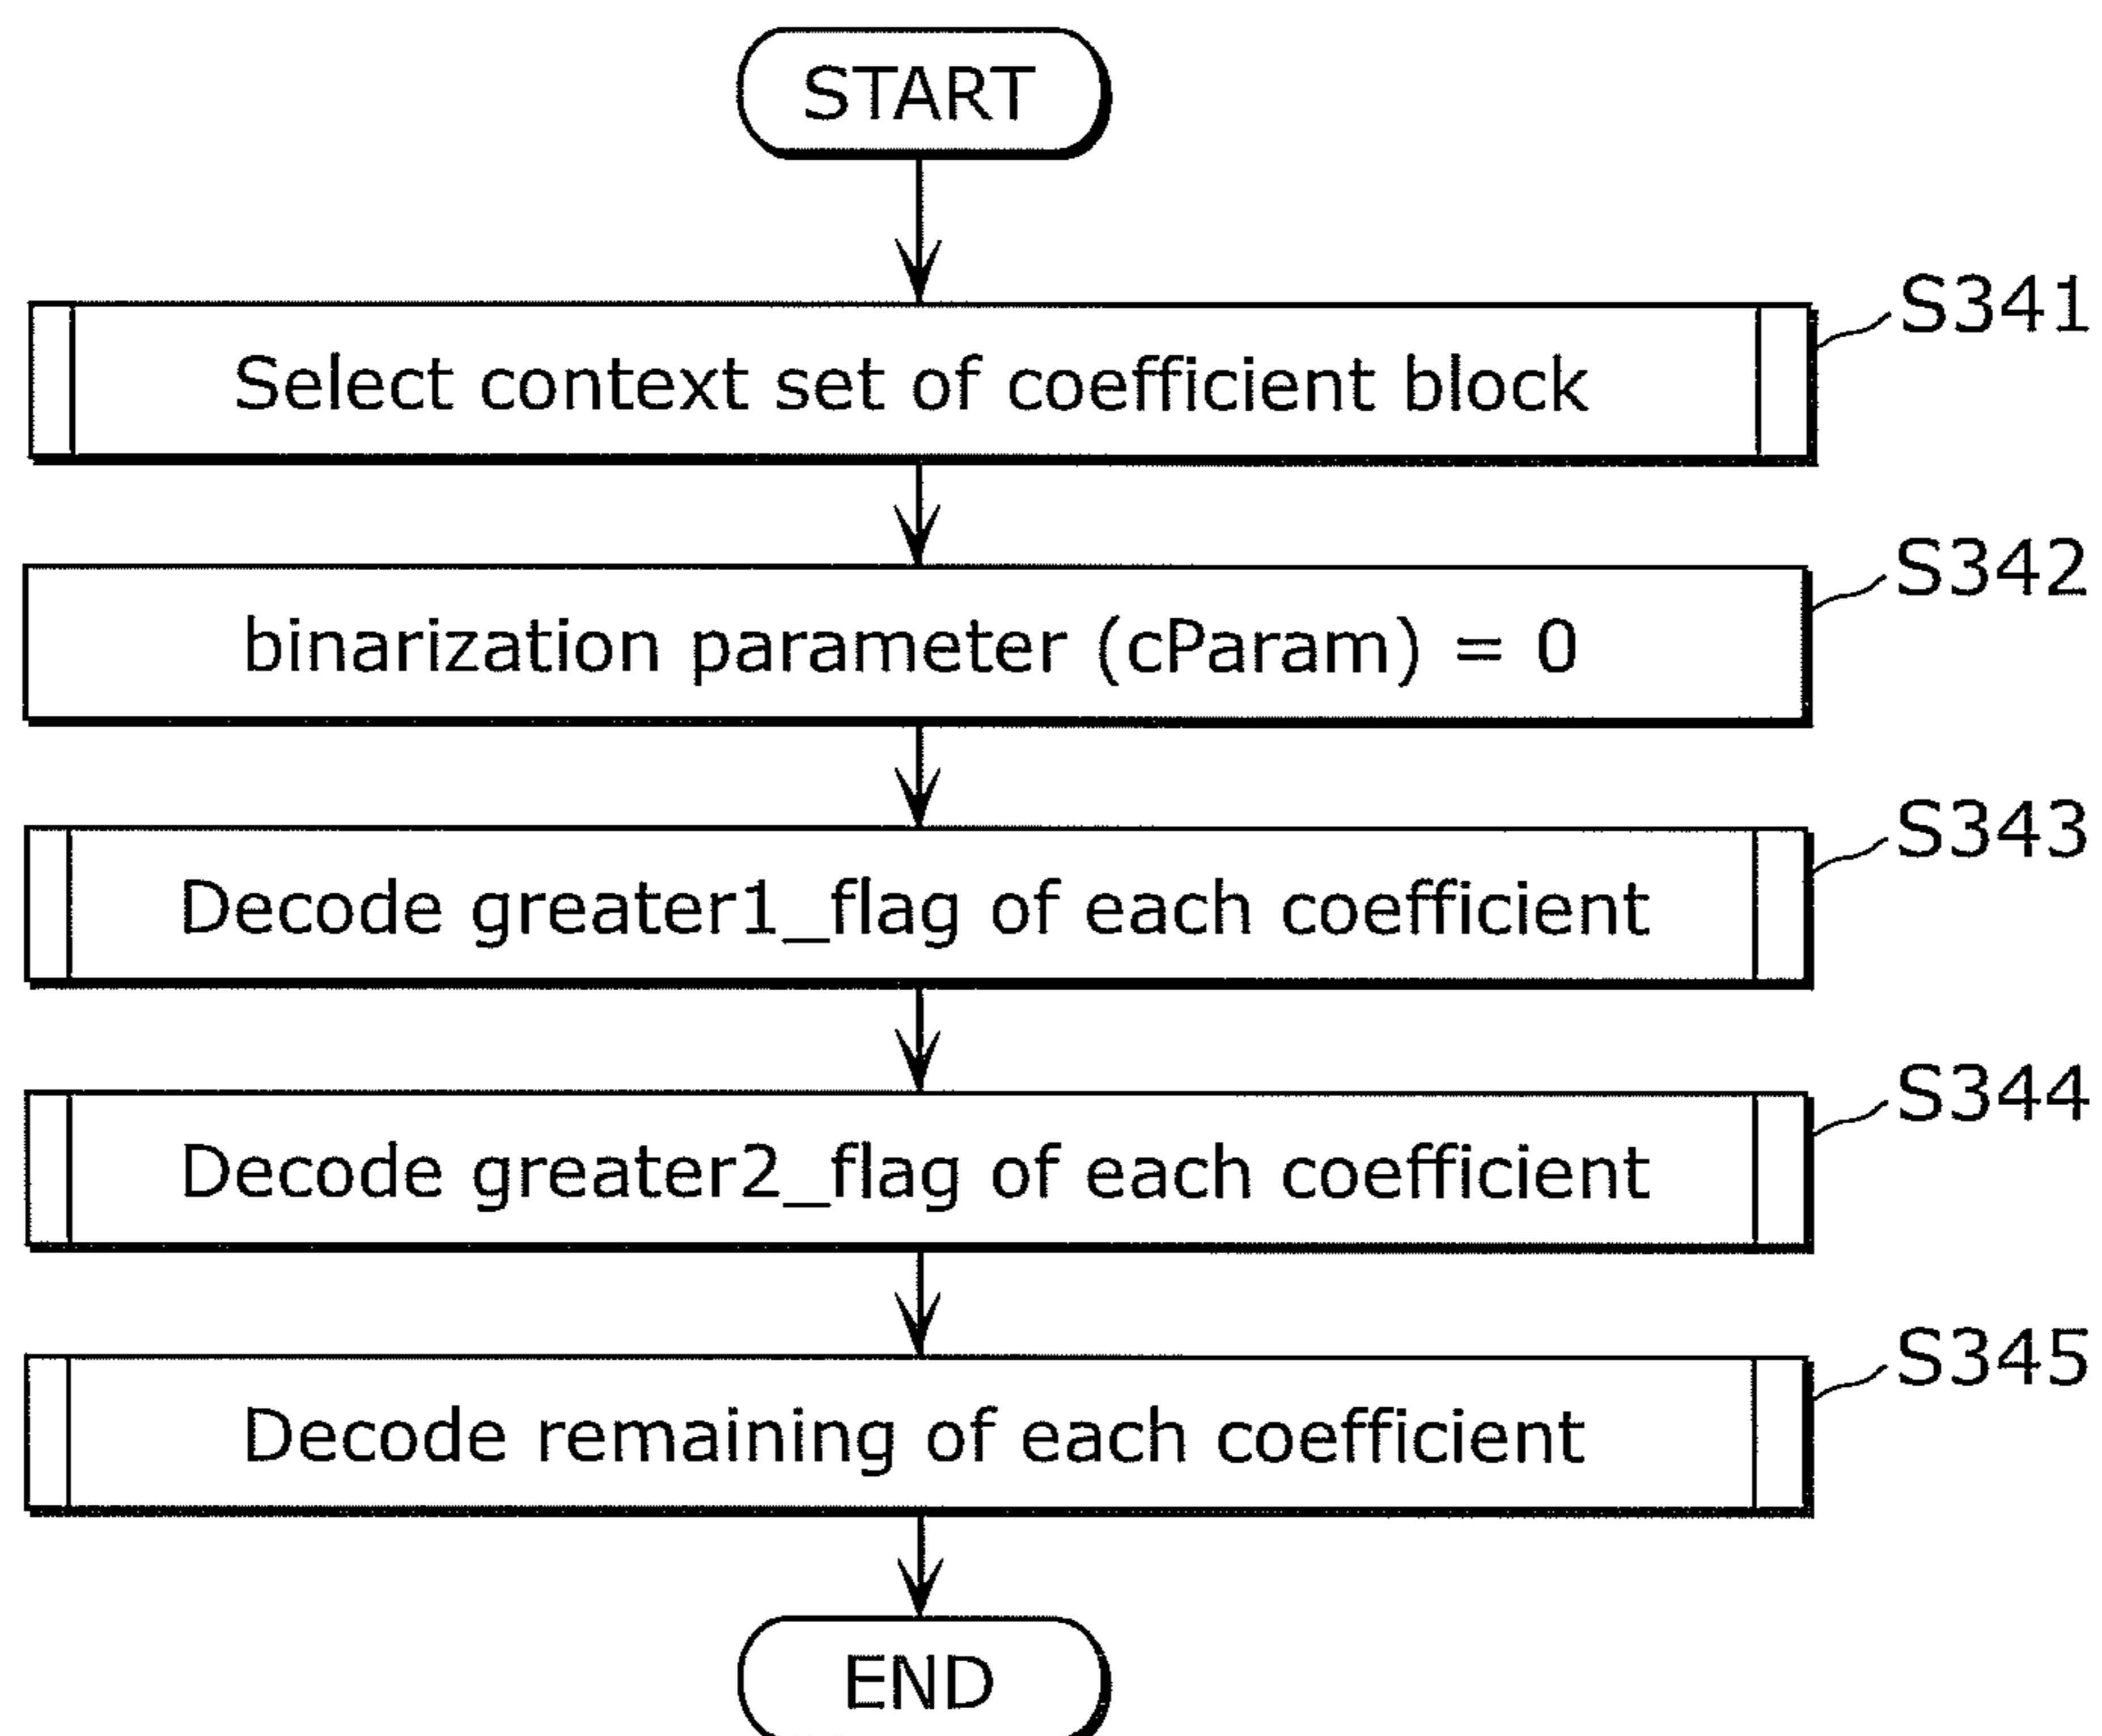 START
S341
Select context set of coefficient block
S342
binarization parameter (cParam) = 0
S343
Decode greater1_flag of each coefficient
S344
Decode greater2_flag of each coefficient
S345
Decode remaining of each coefficient
END